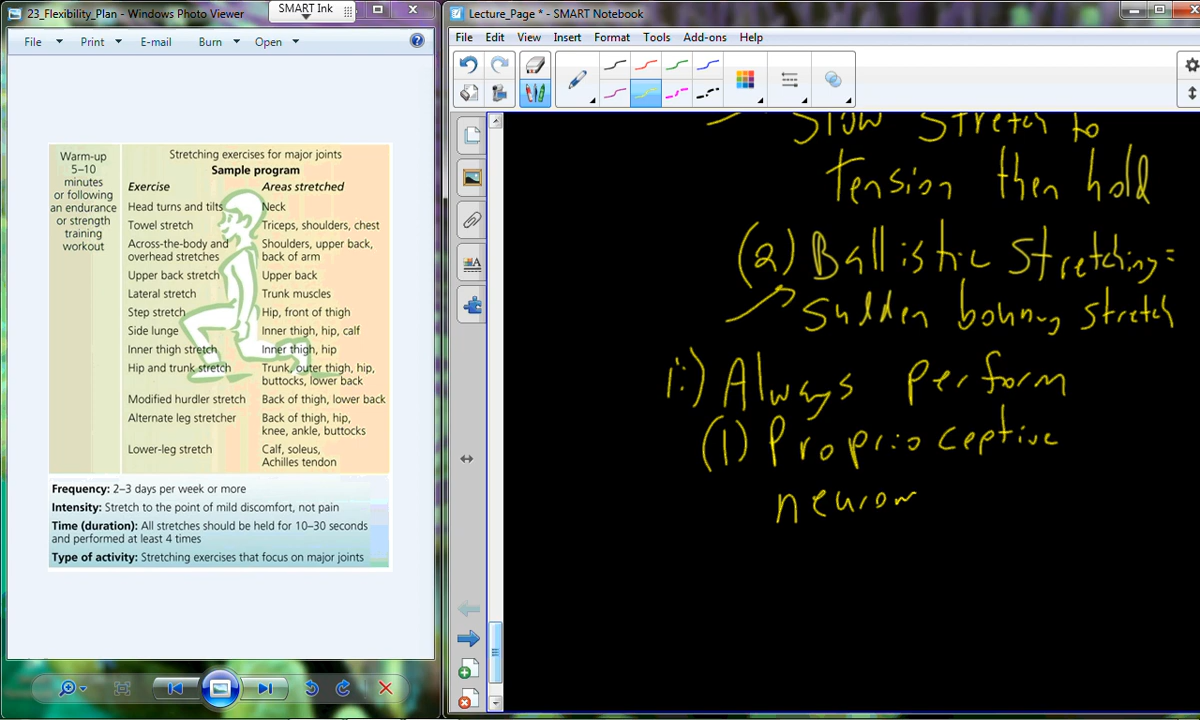 23_Flexibility_Plan - Windows Photo Viewer
SMART Ink
File Print E-mail Burn Open
Warm-up
5–10
minutes
or following
an endurance
or strength
training
workout
Stretching exercises for major joints
Sample program
Exercise Areas stretched
Head turns and tilts Neck
Towel stretch Triceps, shoulders, chest
Across-the-body and Shoulders, upper back,
overhead stretches back of arm
Upper back stretch Upper back
Lateral stretch Trunk muscles
Step stretch Hip, front of thigh
Side lunge Inner thigh, hip, calf
Inner thigh stretch Inner thigh, hip
Hip and trunk stretch Trunk, outer thigh, hip,
buttocks, lower back
Modified hurdler stretch Back of thigh, lower back
Alternate leg stretcher Back of thigh, hip,
knee, ankle, buttocks
Lower-leg stretch Calf, soleus,
Achilles tendon
Frequency: 2–3 days per week or more
Intensity: Stretch to the point of mild discomfort, not pain
Time (duration): All stretches should be held for 10–30 seconds
and performed at least 4 times
Type of activity: Stretching exercises that focus on major joints
Lecture_Page * - SMART Notebook
File Edit View Insert Format Tools Add-ons Help
Slow Stretch to
tension then hold
(2) Ballistic Stretching =
Sudden bouncy stretch
i:) Always perform
(1) Proprioceptive
neurom